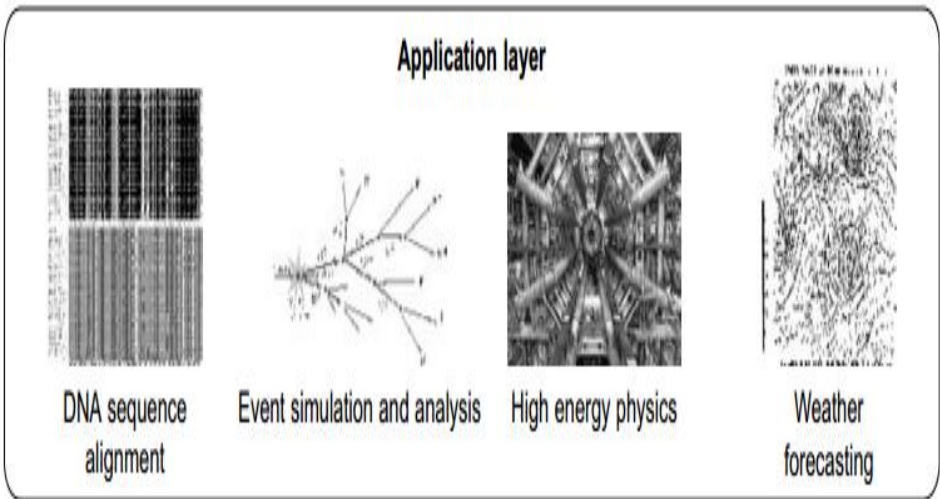 Application layer
DNA sequence
alignment
Event simulation and analysis
High energy physics
Weather
forecasting